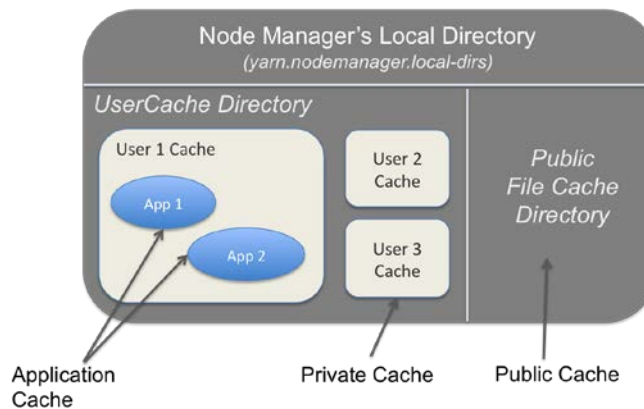 Node Manager's Local Directory
(yarn.nodemanager.local-dirs)
UserCache Directory
User 1 Cache
App 1
App 2
User 2
Cache
User 3
Cache
Public
File Cache
Directory
Application
Cache
Private Cache
Public Cache